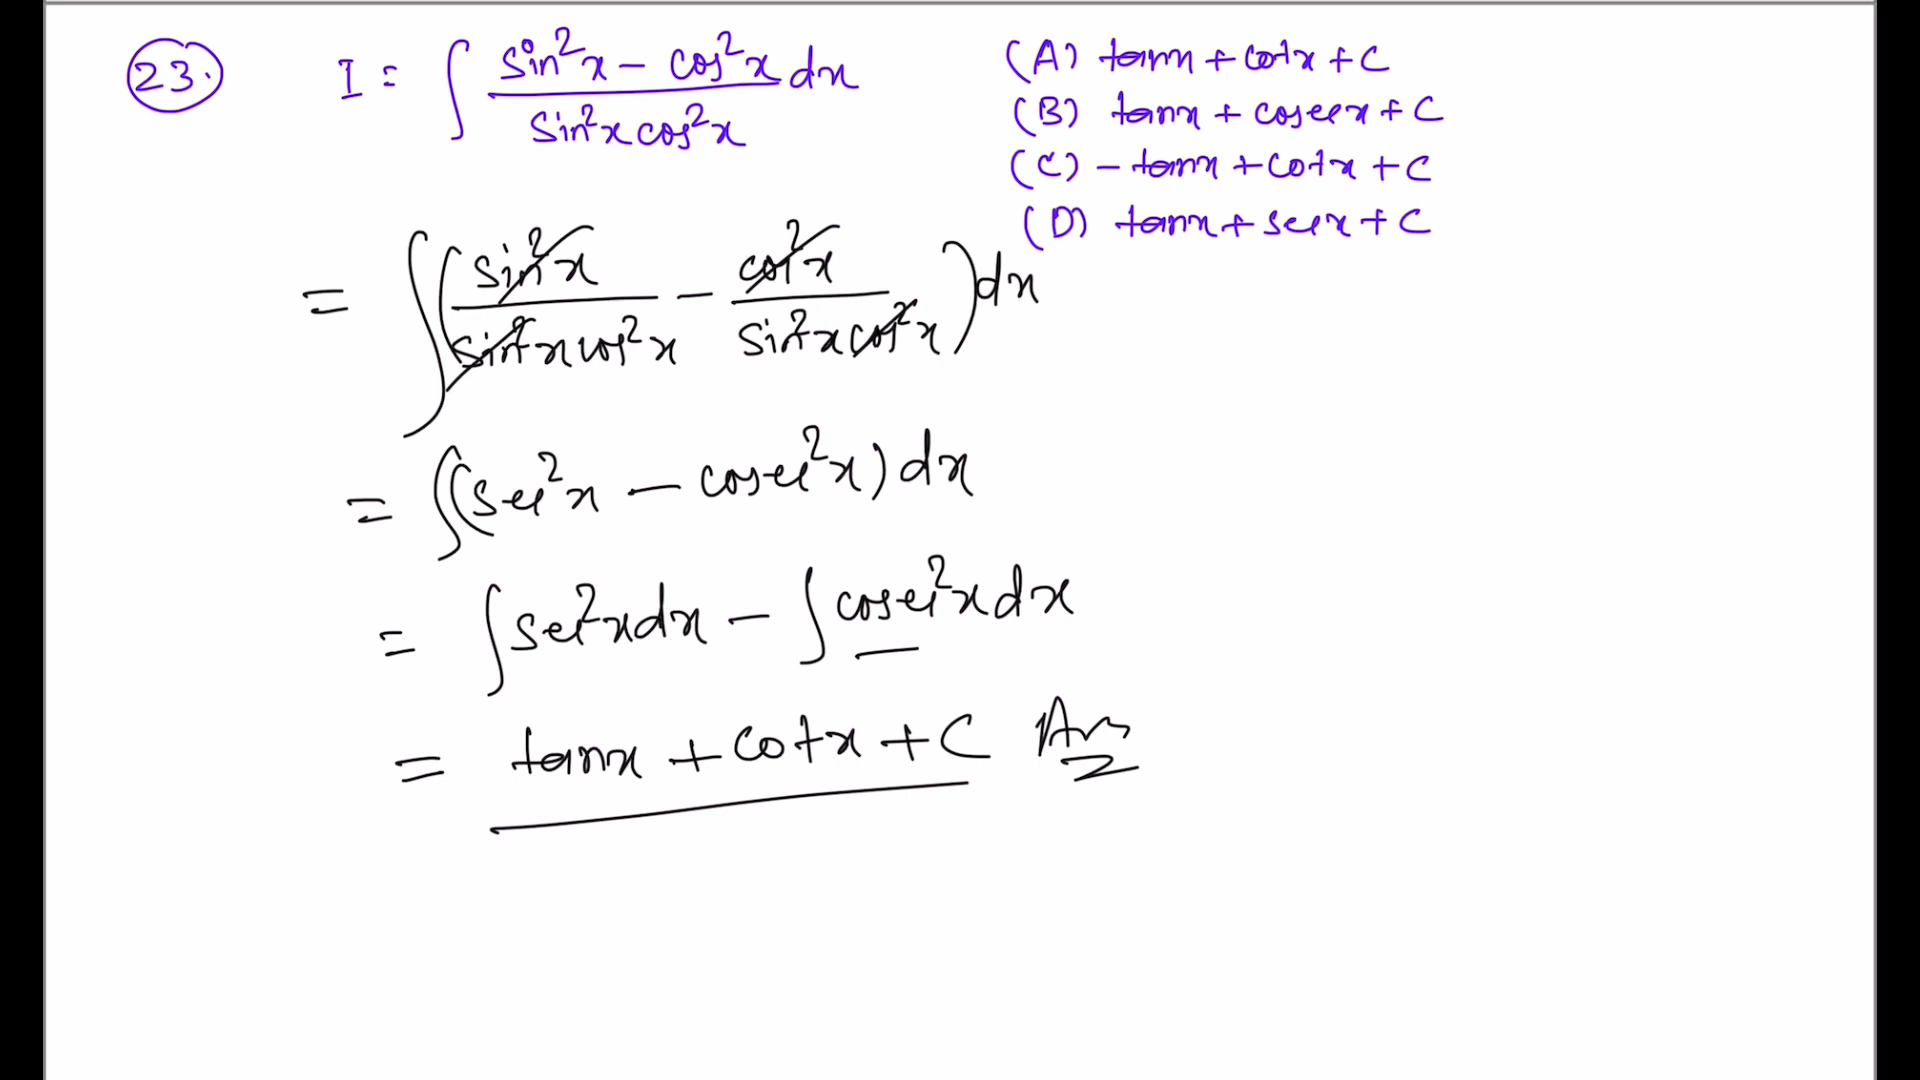 23.
I = ∫ (sin²x − cos²x)/(sin²x cos²x) dx
(A) tanx + cotx + C
(B) tanx + cosecx + C
(C) − tanx + cotx + C
(D) tanx + secx + C
= ∫ (sin²x/(sin²x cos²x) − cos²x/(sin²x cos²x)) dx
= ∫(sec²x − cosec²x) dx
= ∫ sec²x dx − ∫ cosec²x dx
= tanx + cotx + C Ans